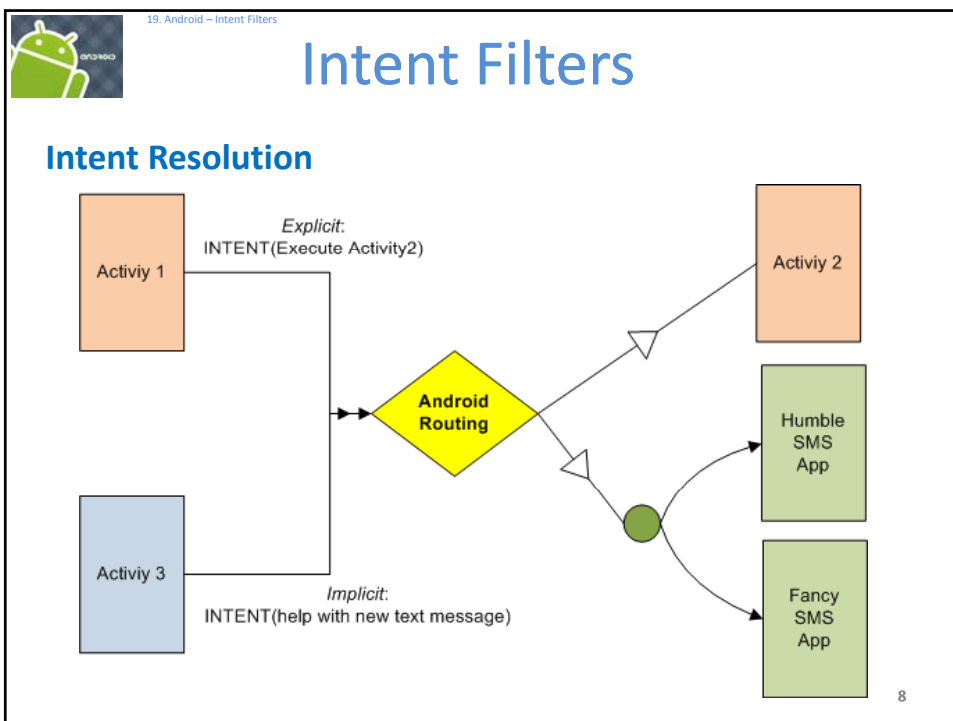 19. Android – Intent Filters
ANDROID
Intent Filters
Intent Resolution
Explicit:
INTENT(Execute Activity2)
Activiy 1
Activiy 2
Android
Routing
Humble
SMS
App
Activiy 3
Implicit:
INTENT(help with new text message)
Fancy
SMS
App
8